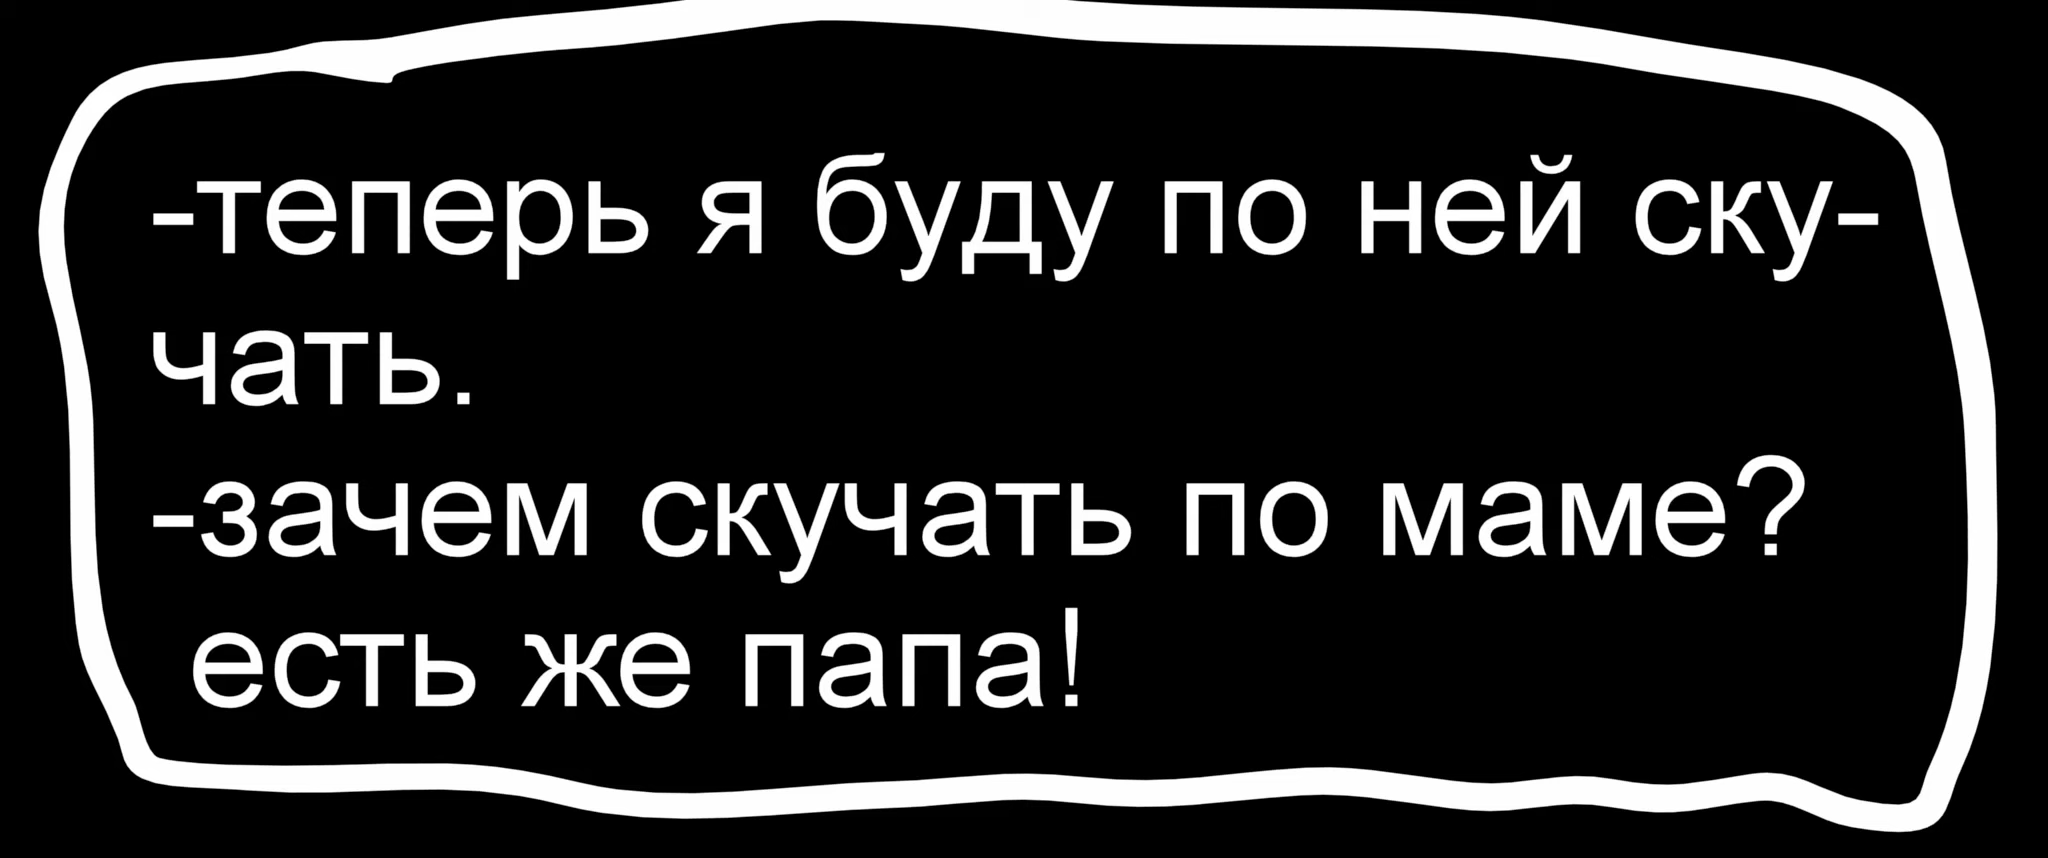 -теперь я буду по ней ску-
чать.
-зачем скучать по маме?
есть же папа!